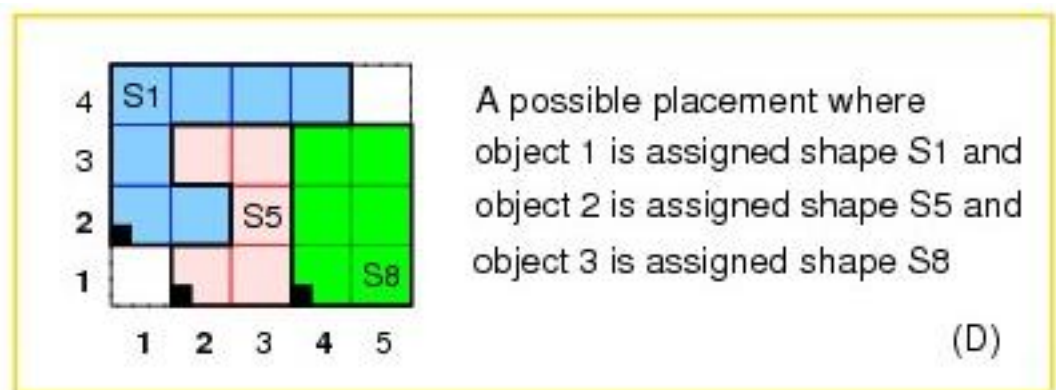 4 S1
3
2 S5
1 S8
1 2 3 4 5
A possible placement where
object 1 is assigned shape S1 and
object 2 is assigned shape S5 and
object 3 is assigned shape S8
(D)